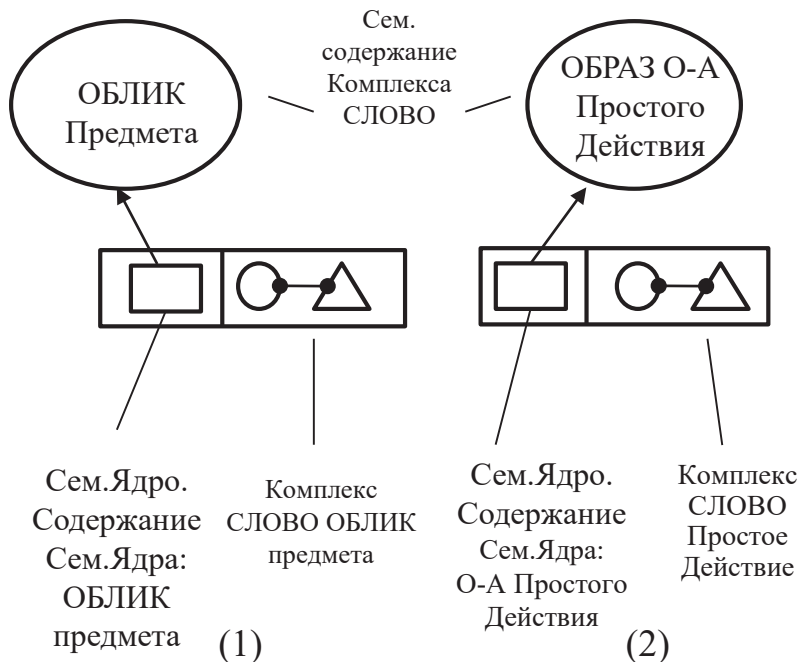 Сем.
содержание
Комплекса
СЛОВО
ОБЛИК
Предмета
ОБРАЗ О-А
Простого
Действия
Сем.Ядро.
Содержание
Сем.Ядра:
ОБЛИК
предмета
Комплекс
СЛОВО ОБЛИК
предмета
(1)
Сем.Ядро.
Содержание
Сем.Ядра:
О-А Простого
Действия
Комплекс
СЛОВО
Простое
Действие
(2)